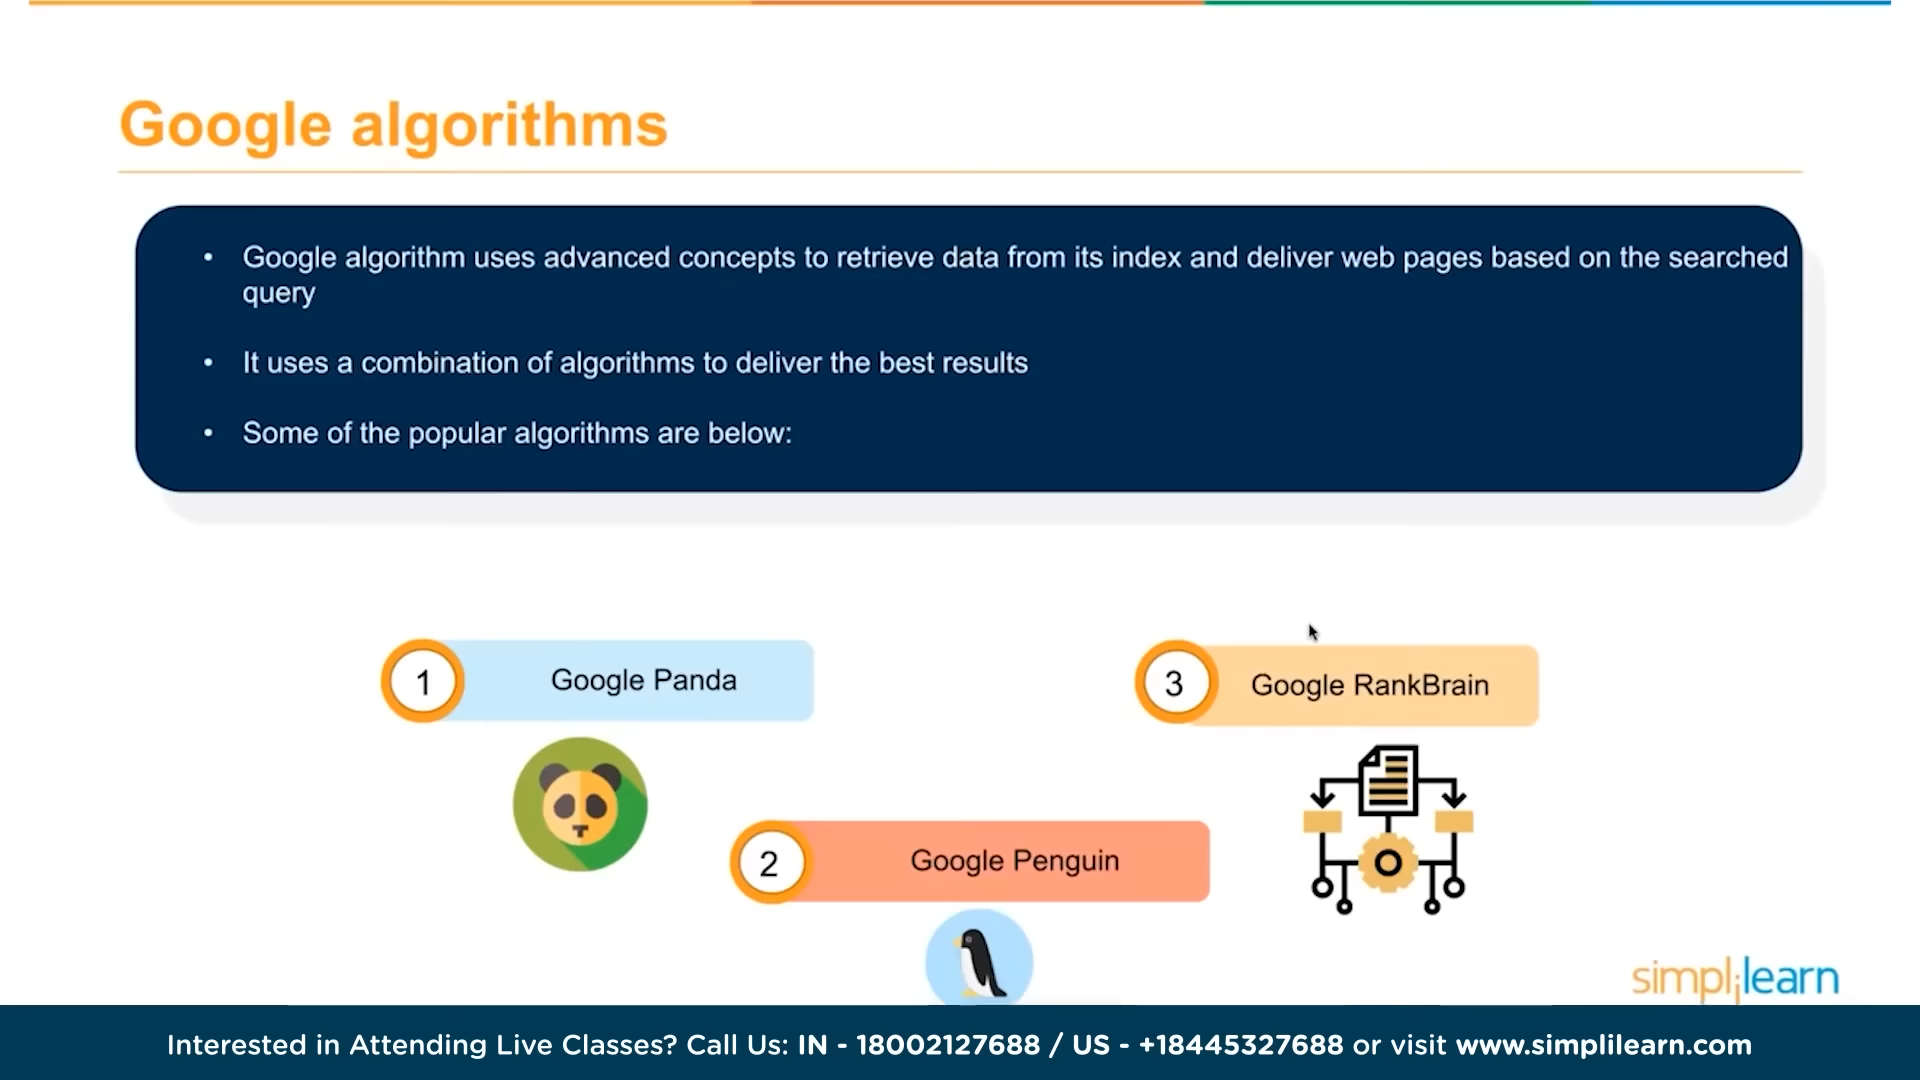 Google algorithms
• Google algorithm uses advanced concepts to retrieve data from its index and deliver web pages based on the searched
query
• It uses a combination of algorithms to deliver the best results
• Some of the popular algorithms are below:
1 Google Panda
3 Google RankBrain
2 Google Penguin
simplilearn
Interested in Attending Live Classes? Call Us: IN - 18002127688 / US - +18445327688 or visit www.simplilearn.com